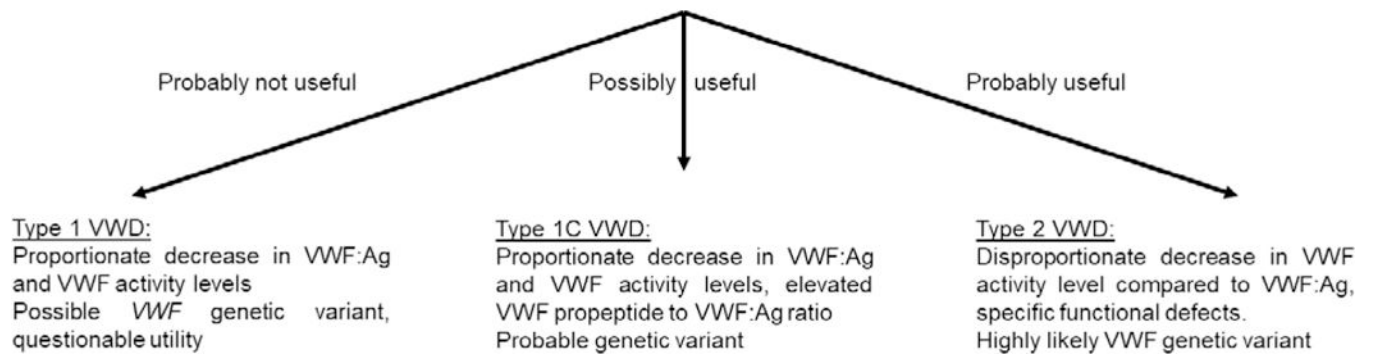 Probably not useful
Possibly useful
Probably useful
Type 1 VWD:
Proportionate decrease in VWF:Ag
and VWF activity levels
Possible VWF genetic variant,
questionable utility
Type 1C VWD:
Proportionate decrease in VWF:Ag
and VWF activity levels, elevated
VWF propeptide to VWF:Ag ratio
Probable genetic variant
Type 2 VWD:
Disproportionate decrease in VWF
activity level compared to VWF:Ag,
specific functional defects.
Highly likely VWF genetic variant